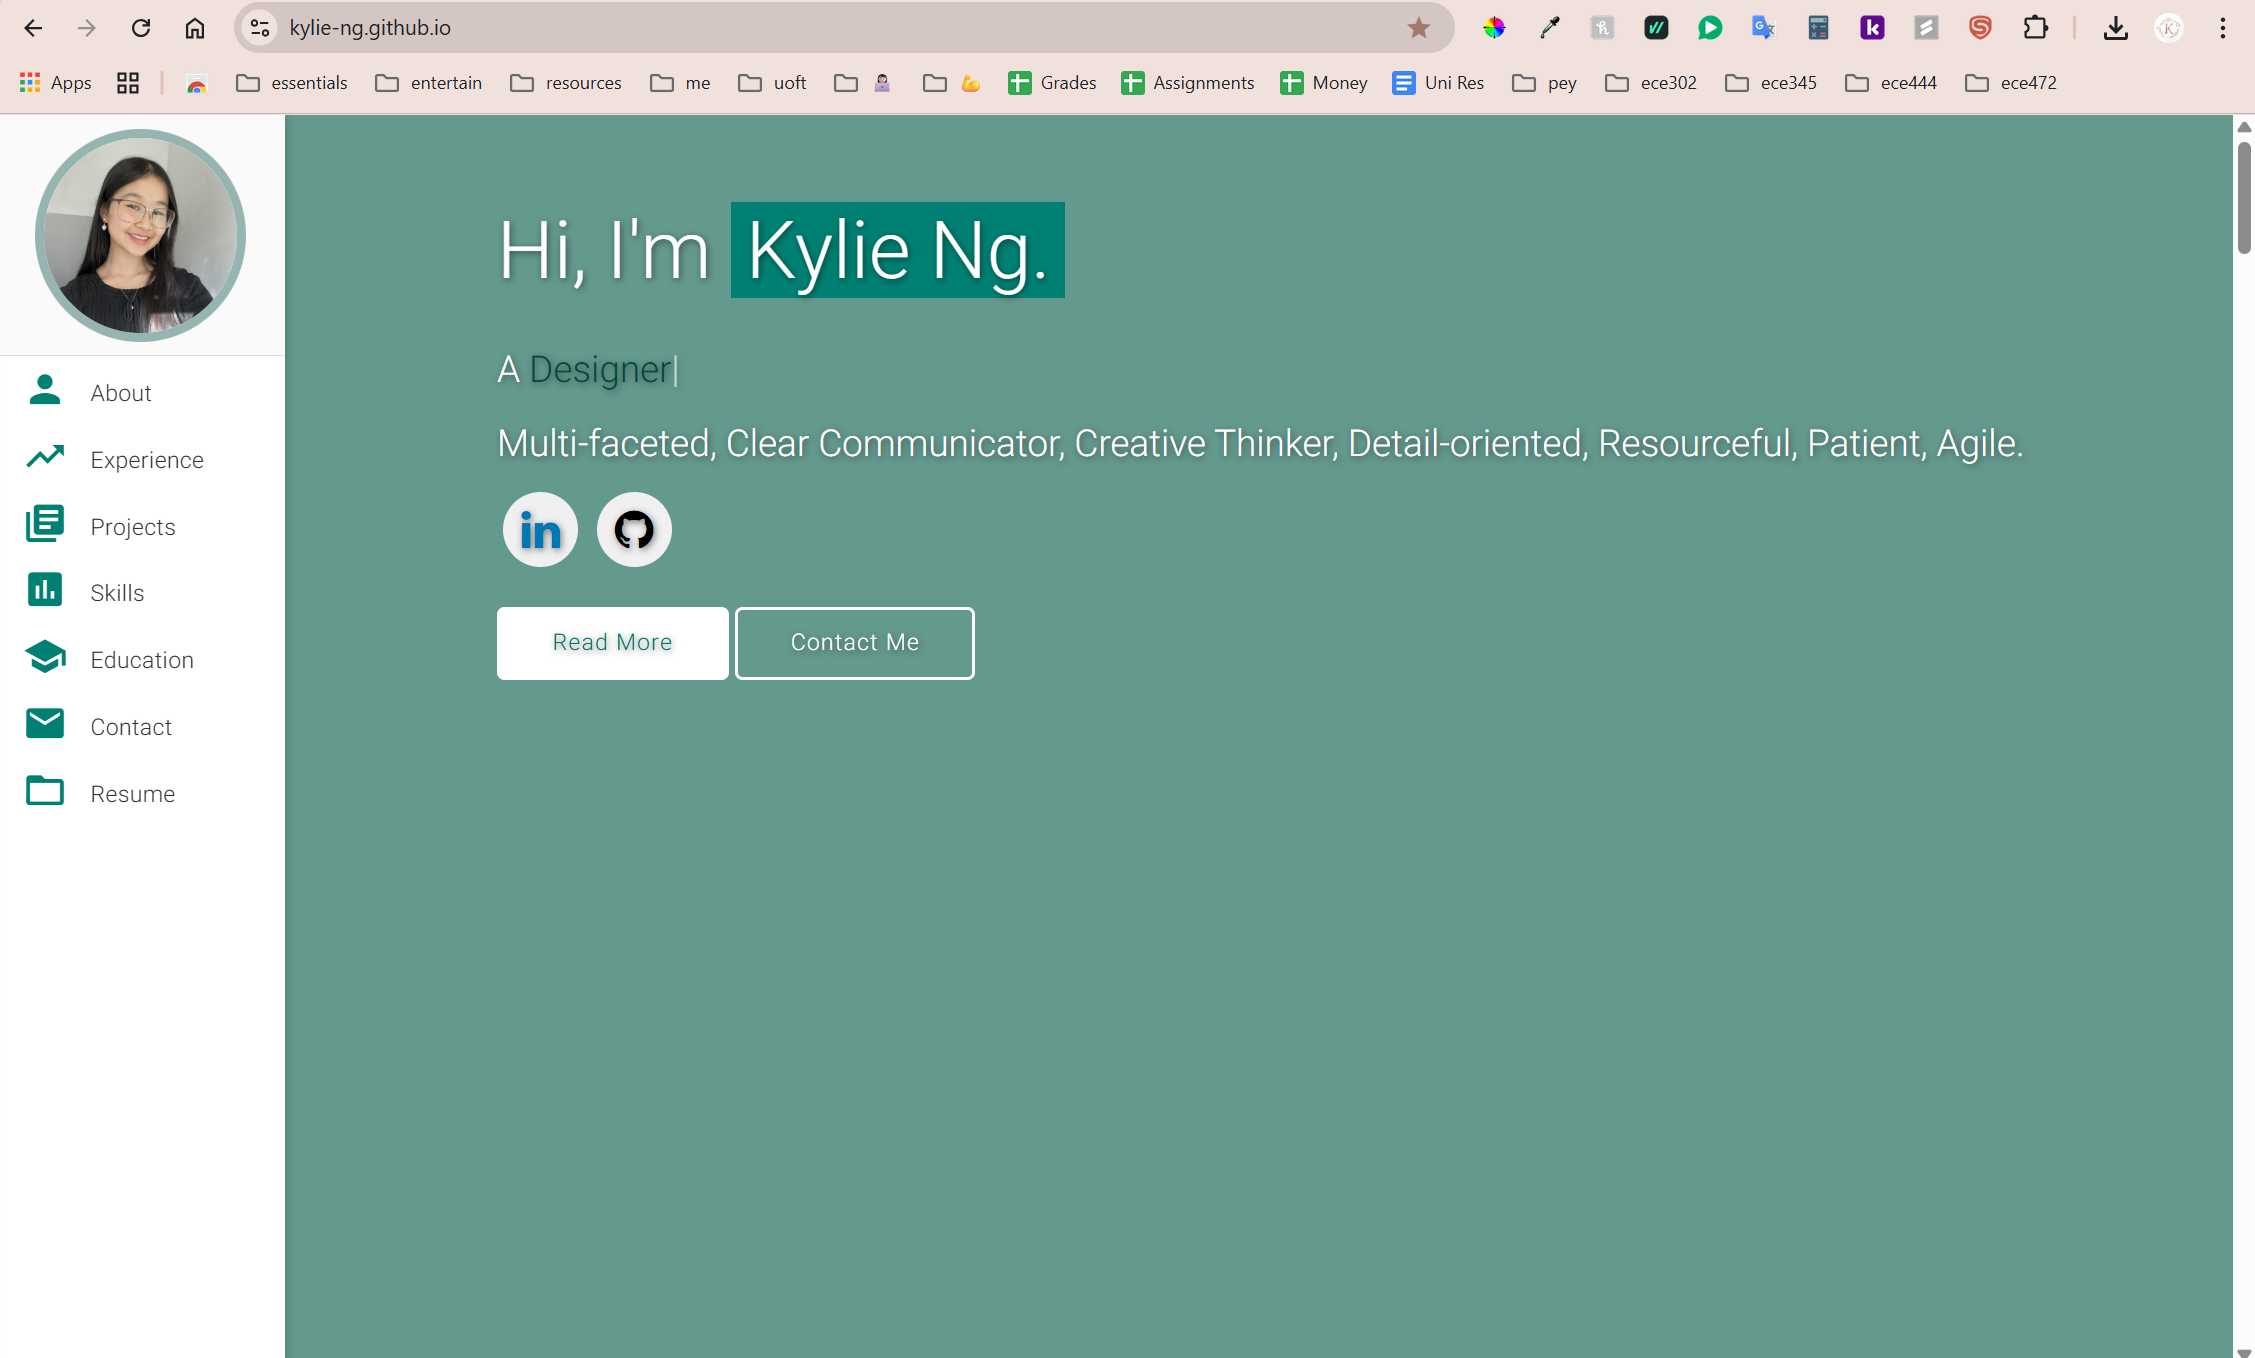 kylie-ng.github.io
Apps essentials entertain resources me uoft Grades Assignments Money Uni Res pey ece302 ece345 ece444 ece472
Hi, I'm Kylie Ng.
A Designer|
Multi-faceted, Clear Communicator, Creative Thinker, Detail-oriented, Resourceful, Patient, Agile.
in
Read More Contact Me
About
Experience
Projects
Skills
Education
Contact
Resume